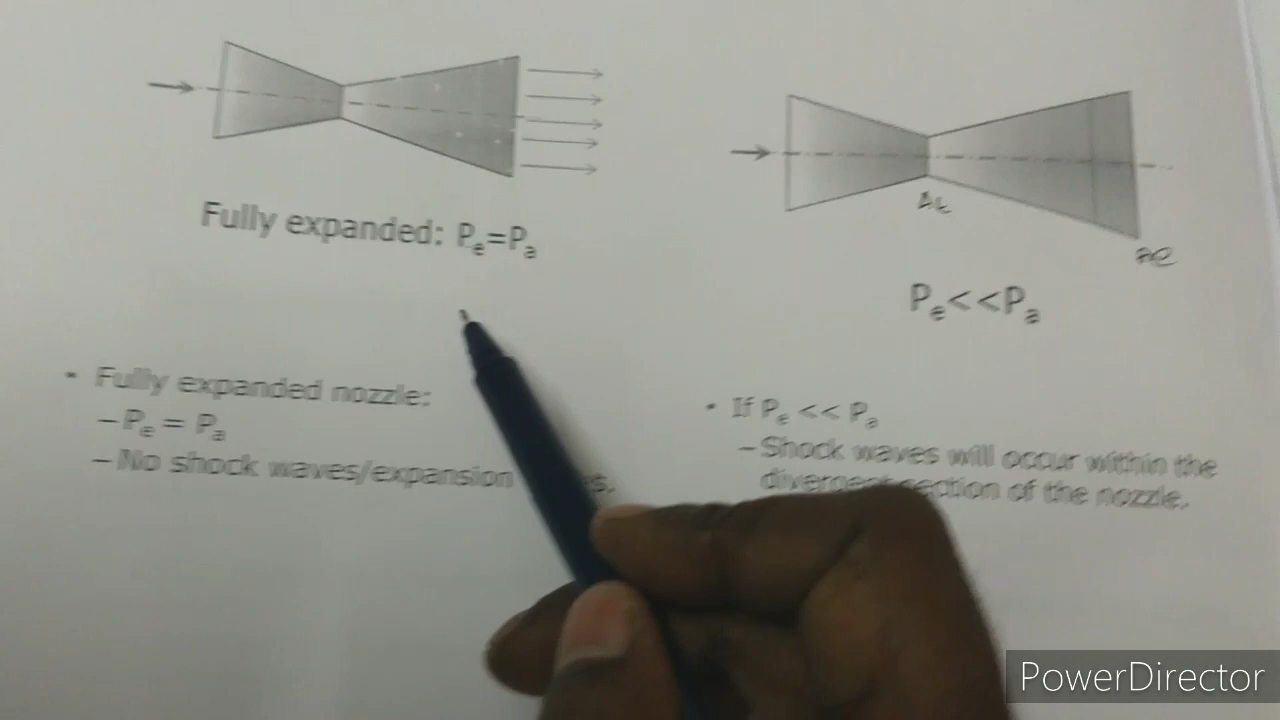 Fully expanded: Pe=Pa
At
Ae
Pe<<Pa
• Fully expanded nozzle:
– Pe = Pa
– No shock waves/expansion
• If Pe << Pa
– Shock waves will occur within the
divergent section of the nozzle.
PowerDirector